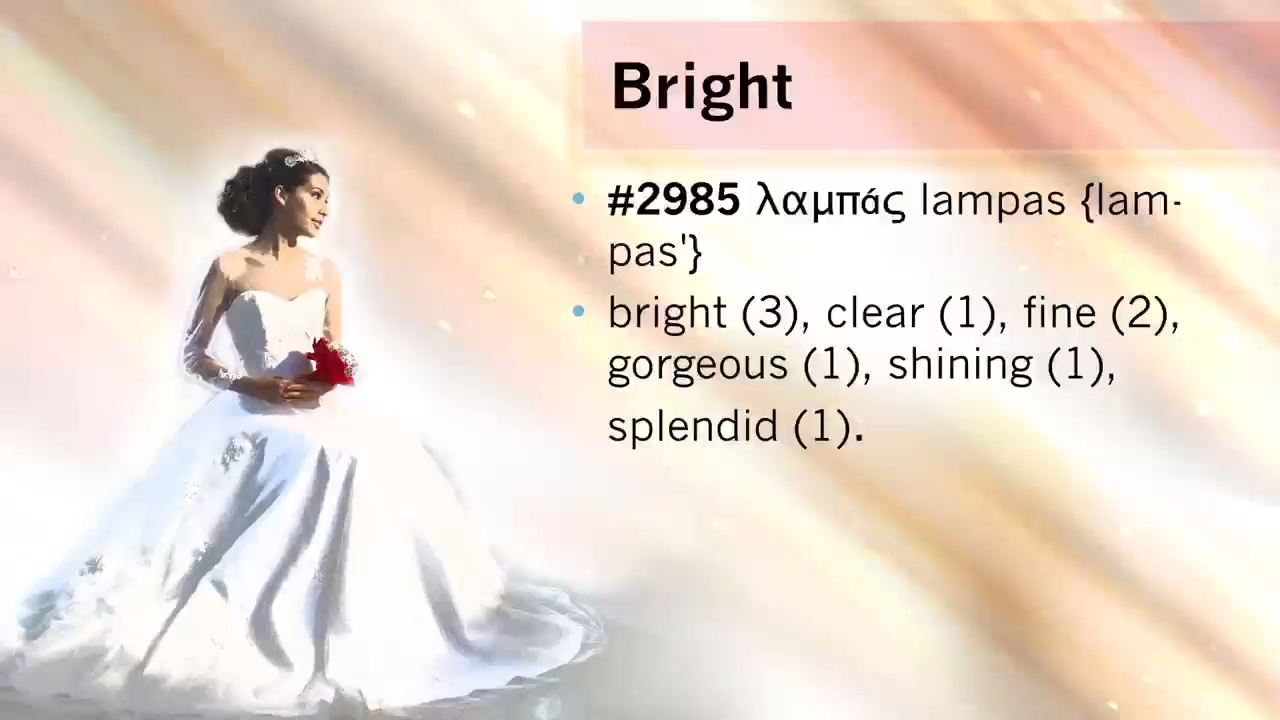 Bright
• #2985 λαμπάς lampas {lam-
pas'}
• bright (3), clear (1), fine (2),
gorgeous (1), shining (1),
splendid (1).